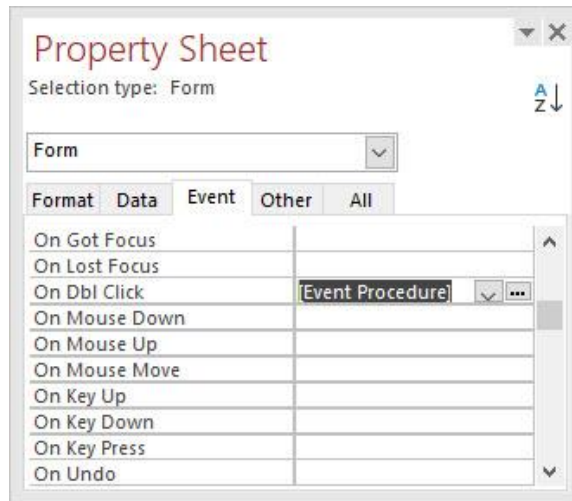 Property Sheet
Selection type: Form
A
Z
Form
Format Data Event Other All
On Got Focus
On Lost Focus
On Dbl Click [Event Procedure] ...
On Mouse Down
On Mouse Up
On Mouse Move
On Key Up
On Key Down
On Key Press
On Undo